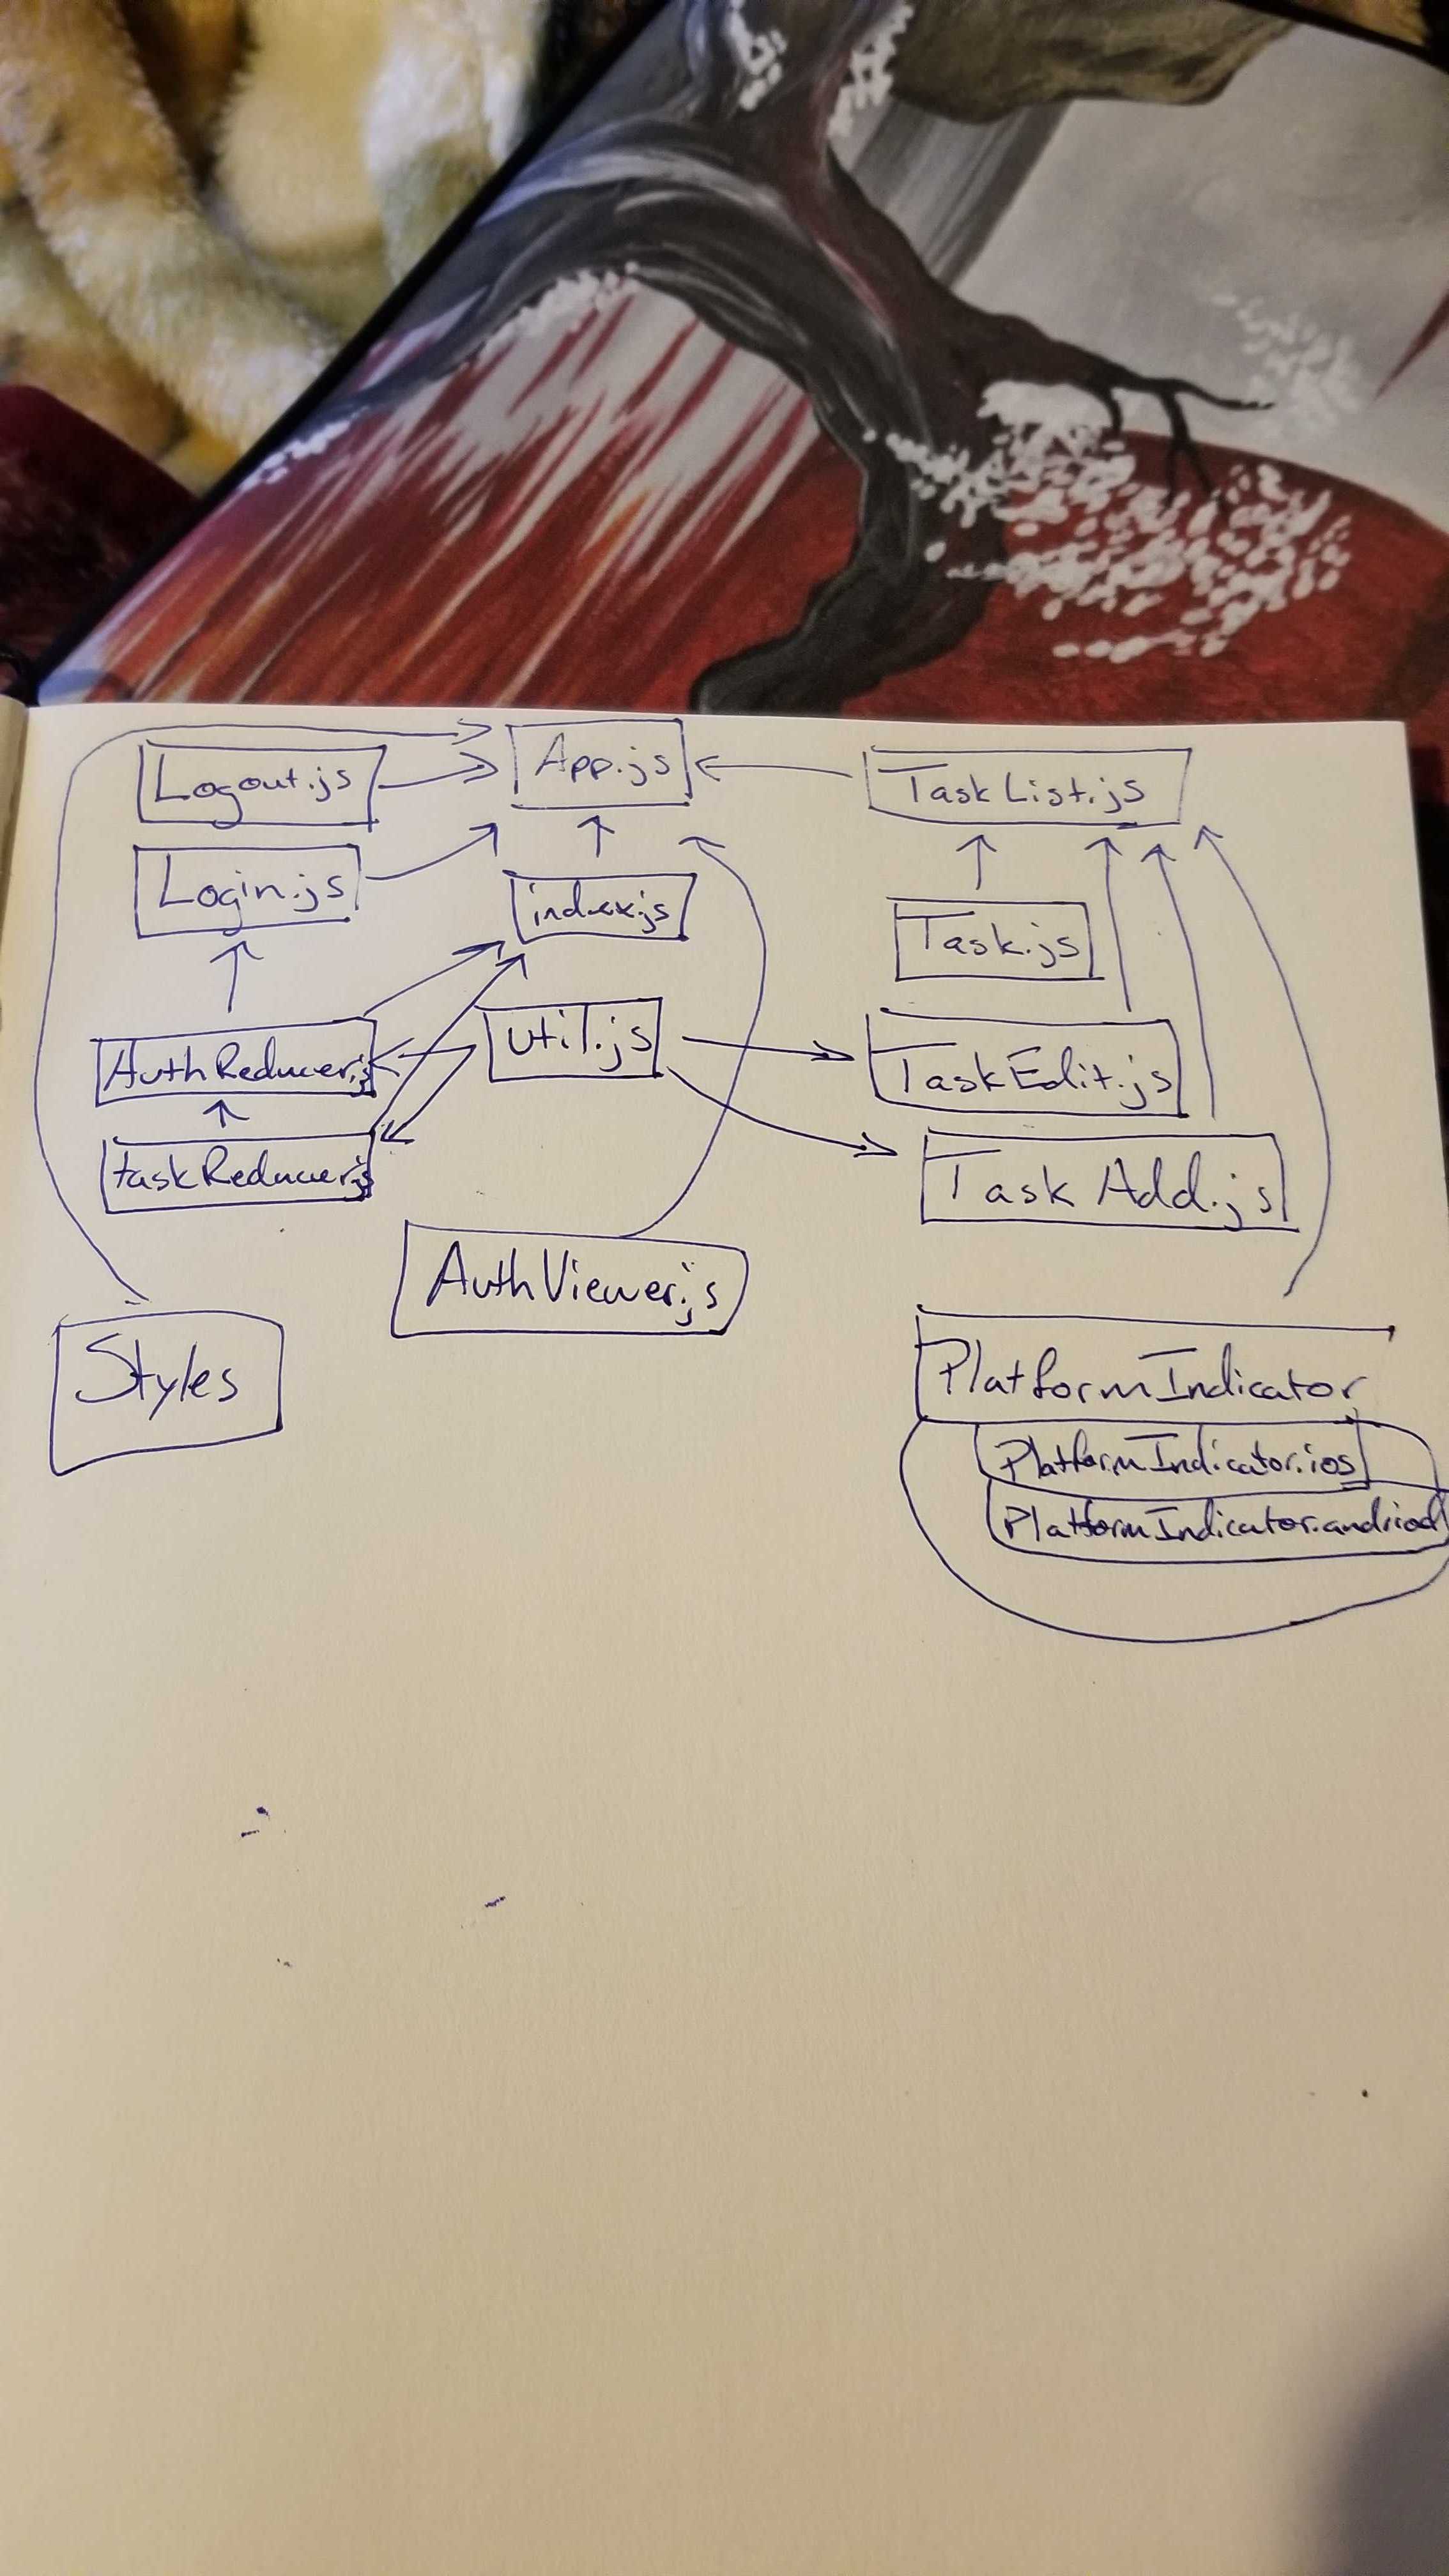 Logout.js
App.js
TaskList.js
Login.js
index.js
Task.js
AuthReducer.js
util.js
TaskEdit.js
taskReducer.js
Task Add.js
AuthViewer.js
Styles
PlatformIndicator
PlatformIndicator.ios
PlatformIndicator.andriod